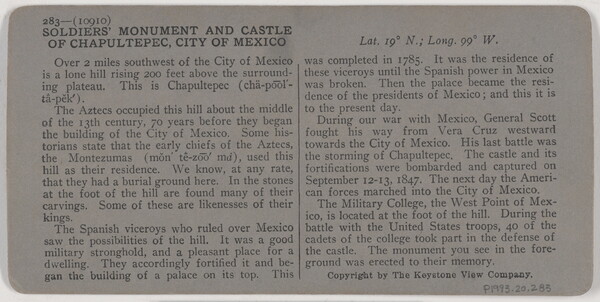 283—(10910)
SOLDIERS' MONUMENT AND CASTLE
OF CHAPULTEPEC, CITY OF MEXICO
Over 2 miles southwest of the City of Mexico
is a lone hill rising 200 feet above the surround-
ing plateau. This is Chapultepec (chä-po͞ol'-
tå-pĕk').
The Aztecs occupied this hill about the middle
of the 13th century, 70 years before they began
the building of the City of Mexico. Some his-
torians state that the early chiefs of the Aztecs,
the Montezumas (mŏn' tē-zo͞o' må), used this
hill as their residence. We know, at any rate,
that they had a burial ground here. In the stones
at the foot of the hill are found many of their
carvings. Some of these are likenesses of their
kings.
The Spanish viceroys who ruled over Mexico
saw the possibilities of the hill. It was a good
military stronghold, and a pleasant place for a
dwelling. They accordingly fortified it and be-
gan the building of a palace on its top. This
Lat. 19° N.; Long. 99° W.
was completed in 1785. It was the residence of
these viceroys until the Spanish power in Mexico
was broken. Then the palace became the resi-
dence of the presidents of Mexico; and this it is
to the present day.
During our war with Mexico, General Scott
fought his way from Vera Cruz westward
towards the City of Mexico. His last battle was
the storming of Chapultepec. The castle and its
fortifications were bombarded and captured on
September 12-13, 1847. The next day the Ameri-
can forces marched into the City of Mexico.
The Military College, the West Point of Mex-
ico, is located at the foot of the hill. During the
battle with the United States troops, 40 of the
cadets of the college took part in the defense of
the castle. The monument you see in the fore-
ground was erected to their memory.
Copyright by The Keystone View Company.
P1993.20.283